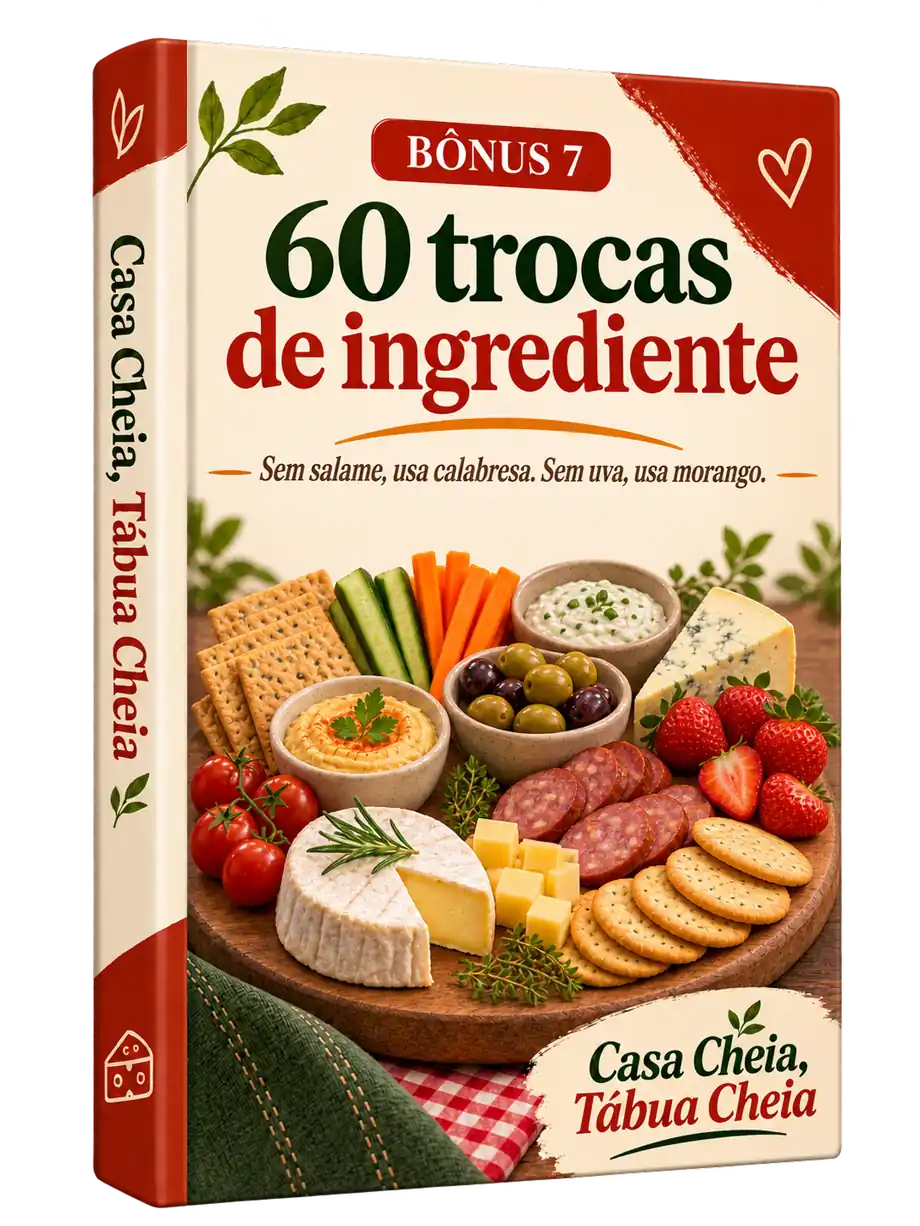 BÔNUS 7
60 trocas
de ingrediente
Sem salame, usa calabresa. Sem uva, usa morango.
Casa Cheia, Tábua Cheia
Casa Cheia,
Tábua Cheia